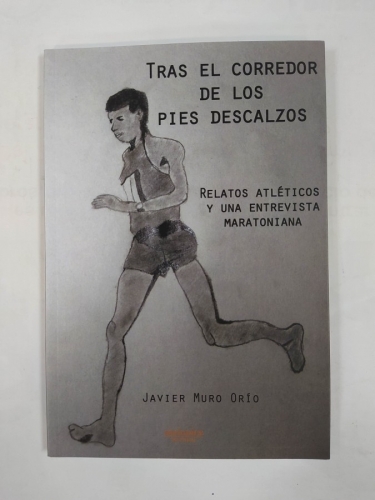 Tras el corredor
de los
pies descalzos
Relatos atléticos
y una entrevista
maratoniana
Javier Muro Orío